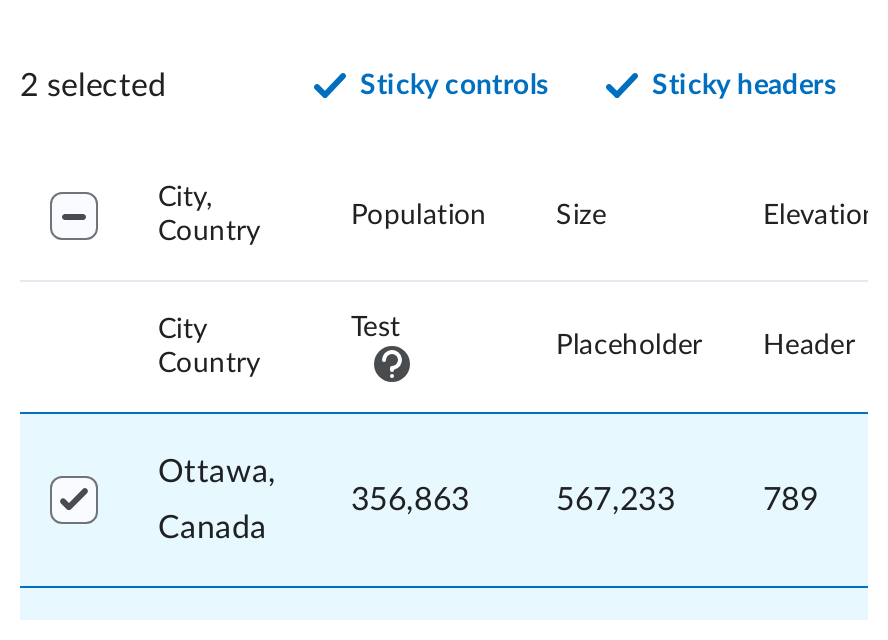 2 selected Sticky controls Sticky headers
City,
Country Population Size Elevation
City
Country Test Placeholder Header
Ottawa,
Canada 356,863 567,233 789